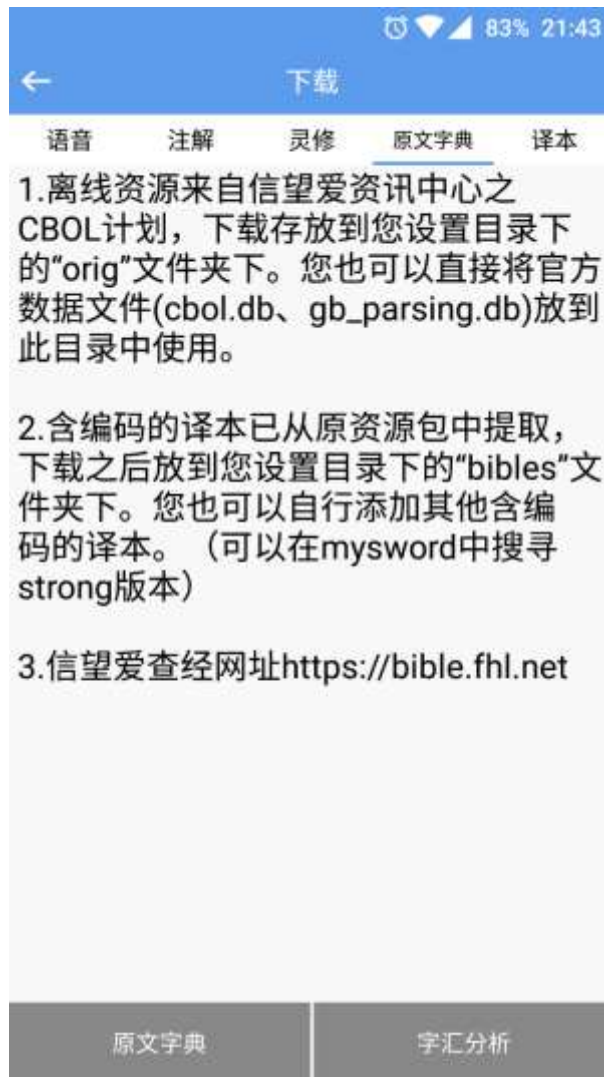 83% 21:43
下载
语音 注解 灵修 原文字典 译本
1.离线资源来自信望爱资讯中心之
CBOL计划，下载存放到您设置目录下
的“orig”文件夹下。您也可以直接将官方
数据文件(cbol.db、gb_parsing.db)放到
此目录中使用。
2.含编码的译本已从原资源包中提取，
下载之后放到您设置目录下的“bibles”文
件夹下。您也可以自行添加其他含编
码的译本。（可以在mysword中搜寻
strong版本）
3.信望爱查经网址https://bible.fhl.net
原文字典 字汇分析